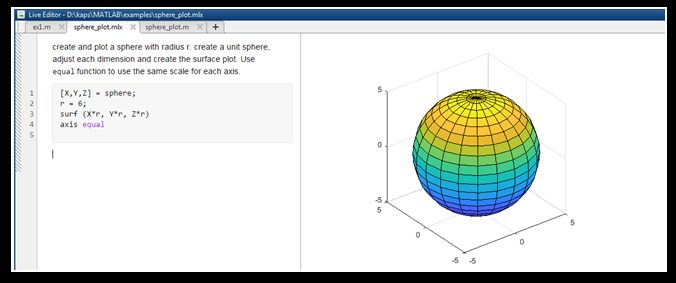 Live Editor - D:\kaps\MATLAB\examples\sphere_plot.mlx
ex1.m × sphere_plot.mlx × sphere_plot.m × +
create and plot a sphere with radius r. create a unit sphere,
adjust each dimension and create the surface plot. Use
equal function to use the same scale for each axis.
1 [X,Y,Z] = sphere;
2 r = 6;
3 surf (X*r, Y*r, Z*r)
4 axis equal
5
5
0
-5
5
0
-5
-5
0
5